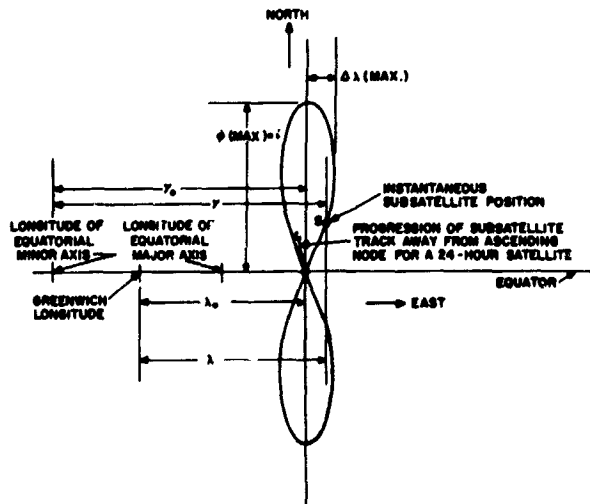 NORTH
Δλ (MAX.)
ϕ (MAX.) = i
γ₀
γ
INSTANTANEOUS
SUBSATELLITE POSITION
LONGITUDE OF
EQUATORIAL
MINOR AXIS
LONGITUDE OF
EQUATORIAL
MAJOR AXIS
PROGRESSION OF SUBSATELLITE
TRACK AWAY FROM ASCENDING
NODE FOR A 24-HOUR SATELLITE
GREENWICH
LONGITUDE
EQUATOR
λ₀
EAST
λ